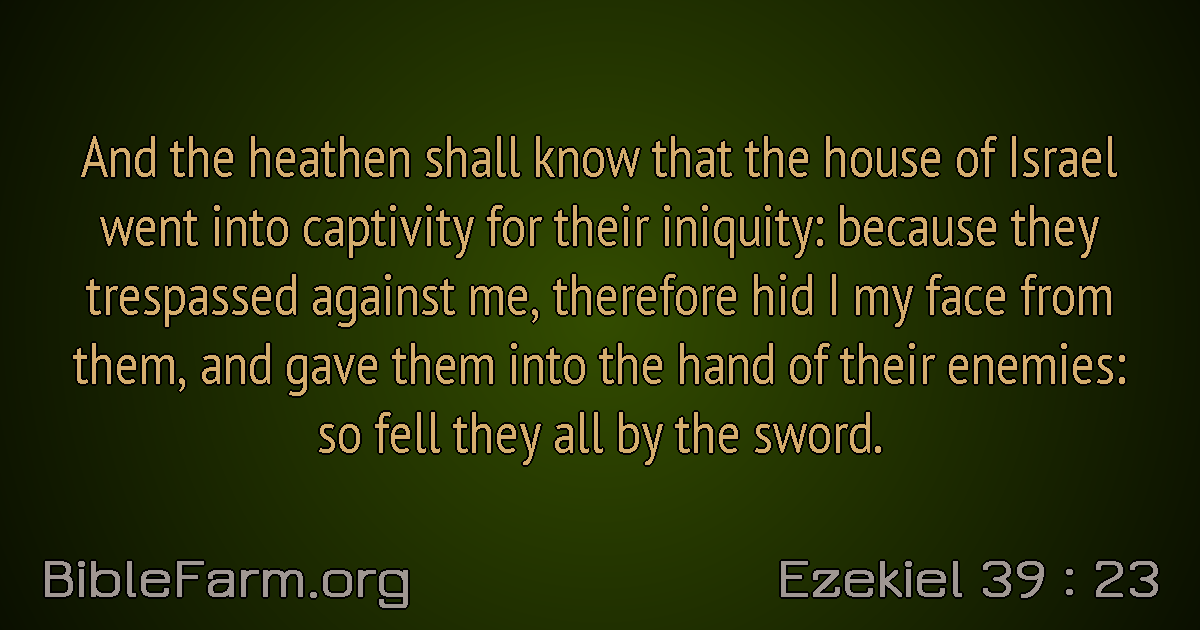 And the heathen shall know that the house of Israel
went into captivity for their iniquity: because they
trespassed against me, therefore hid I my face from
them, and gave them into the hand of their enemies:
so fell they all by the sword.
BibleFarm.org
Ezekiel 39 : 23